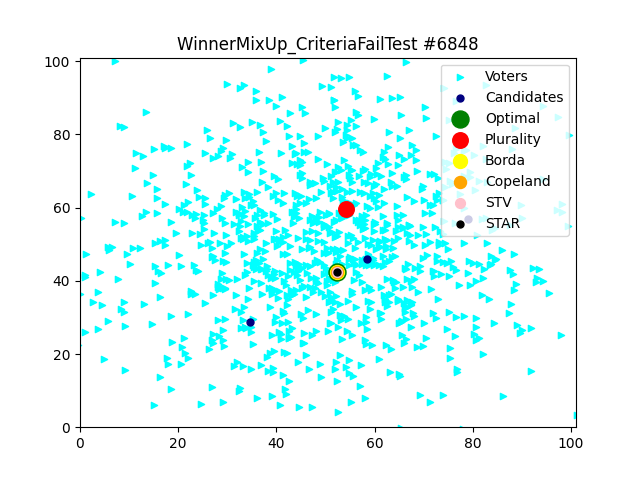 WinnerMixUp_CriteriaFailTest #6848
100
80
60
40
20
0
0
20
40
60
80
100
Voters
Candidates
Optimal
Plurality
Borda
Copeland
STV
STAR